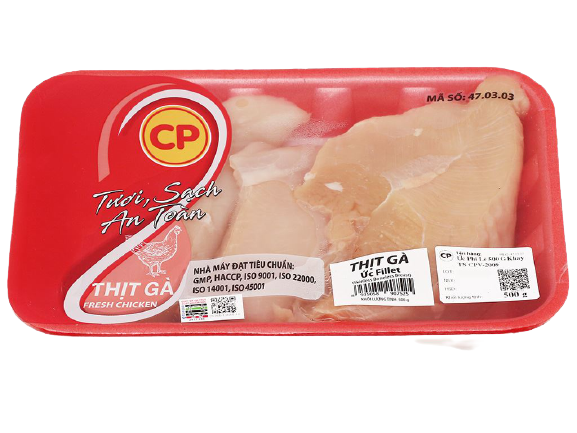 MÃ SỐ: 47.03.03
CP
Tươi, Sạch
An Toàn
THỊT GÀ
FRESH CHICKEN
NHÀ MÁY ĐẠT TIÊU CHUẨN:
GMP, HACCP, ISO 9001, ISO 22000,
ISO 14001, ISO 45001
THỊT GÀ
Ức Fillet
CP
500 g